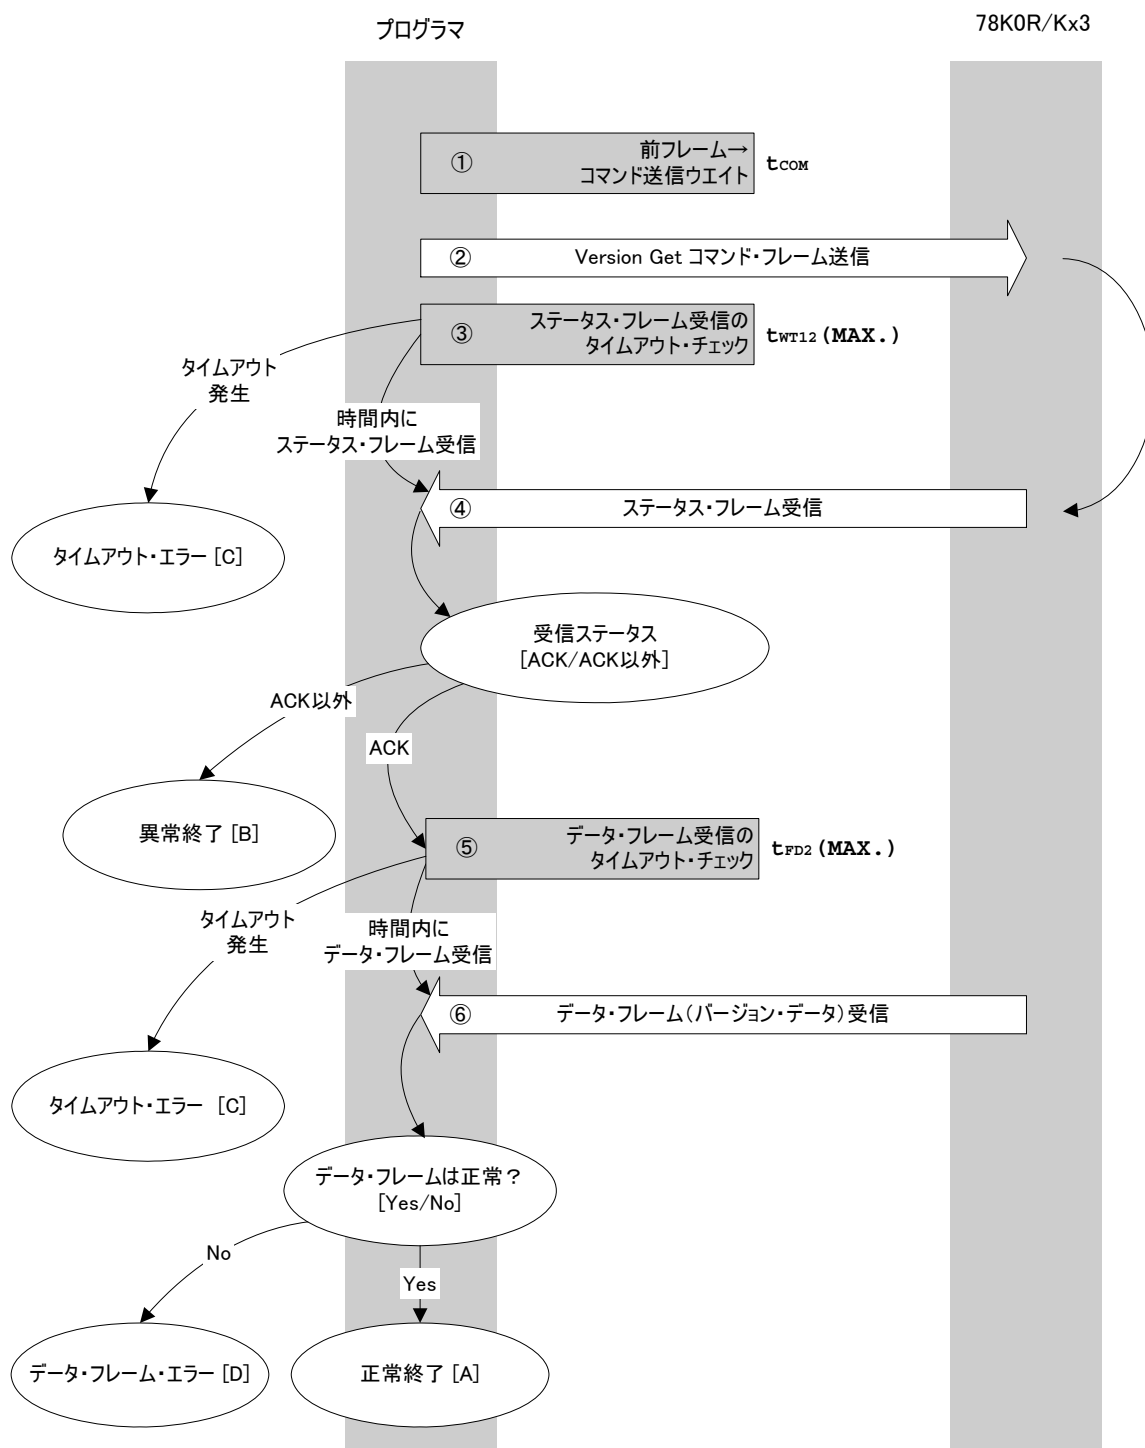 プログラマ
78K0R/Kx3
①
前フレーム→
コマンド送信ウエイト
tCOM
② Version Get コマンド・フレーム送信
③
ステータス・フレーム受信の
タイムアウト・チェック
tWT12(MAX.)
タイムアウト
発生
時間内に
ステータス・フレーム受信
④ ステータス・フレーム受信
タイムアウト・エラー [C]
受信ステータス
[ACK/ACK以外]
ACK以外
ACK
異常終了 [B]
⑤
データ・フレーム受信の
タイムアウト・チェック
tFD2(MAX.)
タイムアウト
発生
時間内に
データ・フレーム受信
⑥ データ・フレーム(バージョン・データ)受信
タイムアウト・エラー [C]
データ・フレームは正常?
[Yes/No]
No
Yes
データ・フレーム・エラー [D]
正常終了 [A]